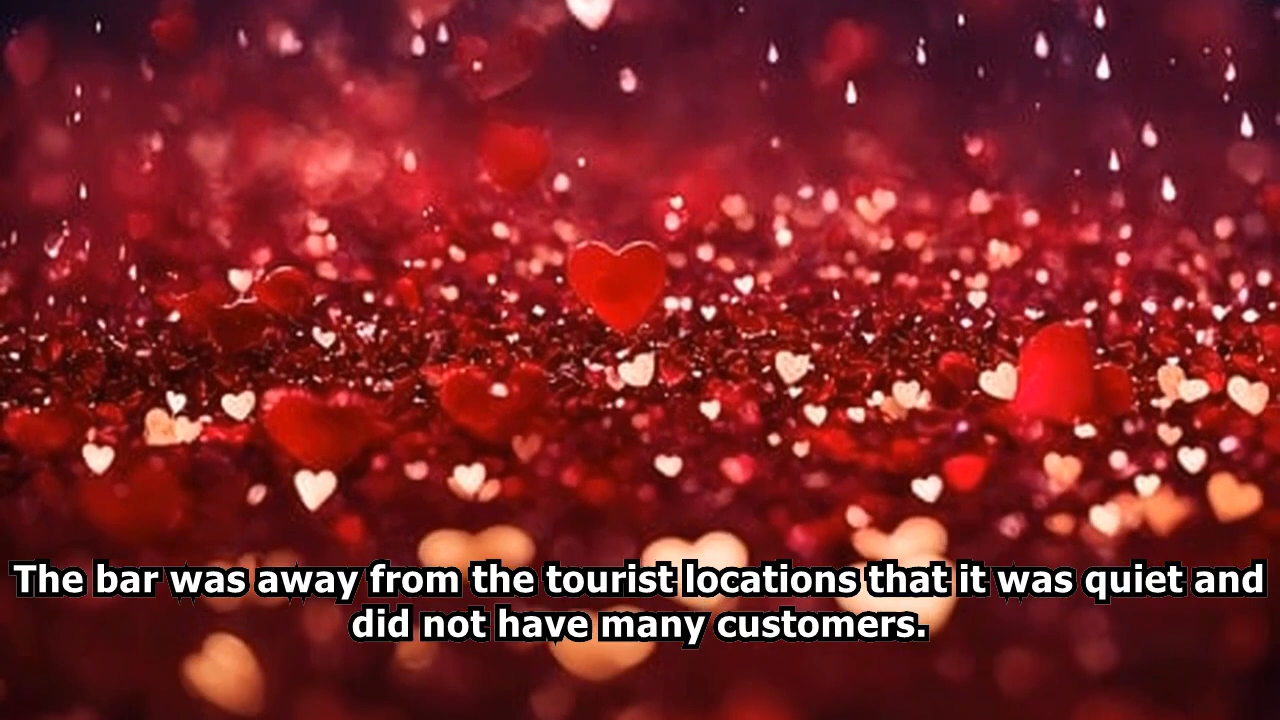 The bar was away from the tourist locations that it was quiet and
did not have many customers.